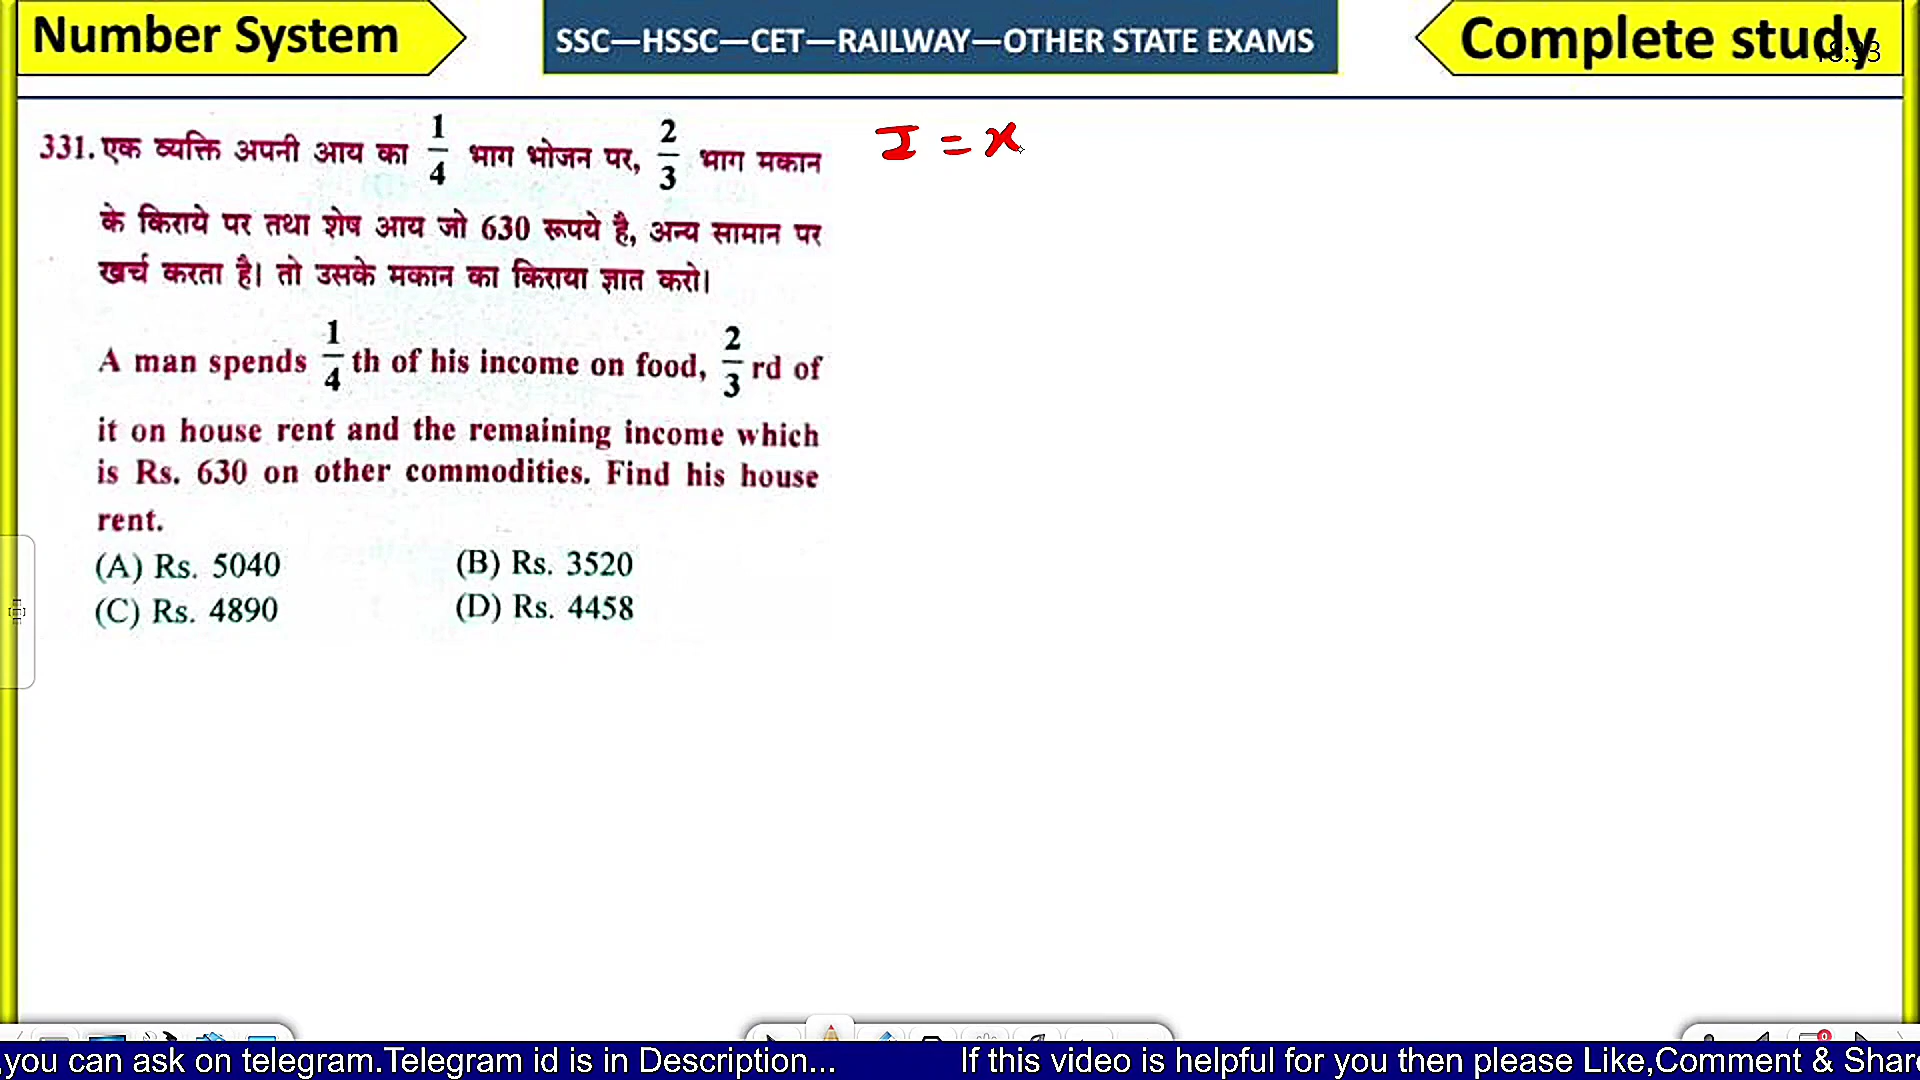 Number System
SSC—HSSC—CET—RAILWAY—OTHER STATE EXAMS
Complete study
331. एक व्यक्ति अपनी आय का 1/4 भाग भोजन पर, 2/3 भाग मकान
के किराये पर तथा शेष आय जो 630 रूपये है, अन्य सामान पर
खर्च करता है। तो उसके मकान का किराया ज्ञात करो।
A man spends 1/4 th of his income on food, 2/3 rd of
it on house rent and the remaining income which
is Rs. 630 on other commodities. Find his house
rent.
(A) Rs. 5040 (B) Rs. 3520
(C) Rs. 4890 (D) Rs. 4458
I = x
,you can ask on telegram.Telegram id is in Description... If this video is helpful for you then please Like,Comment & Shar